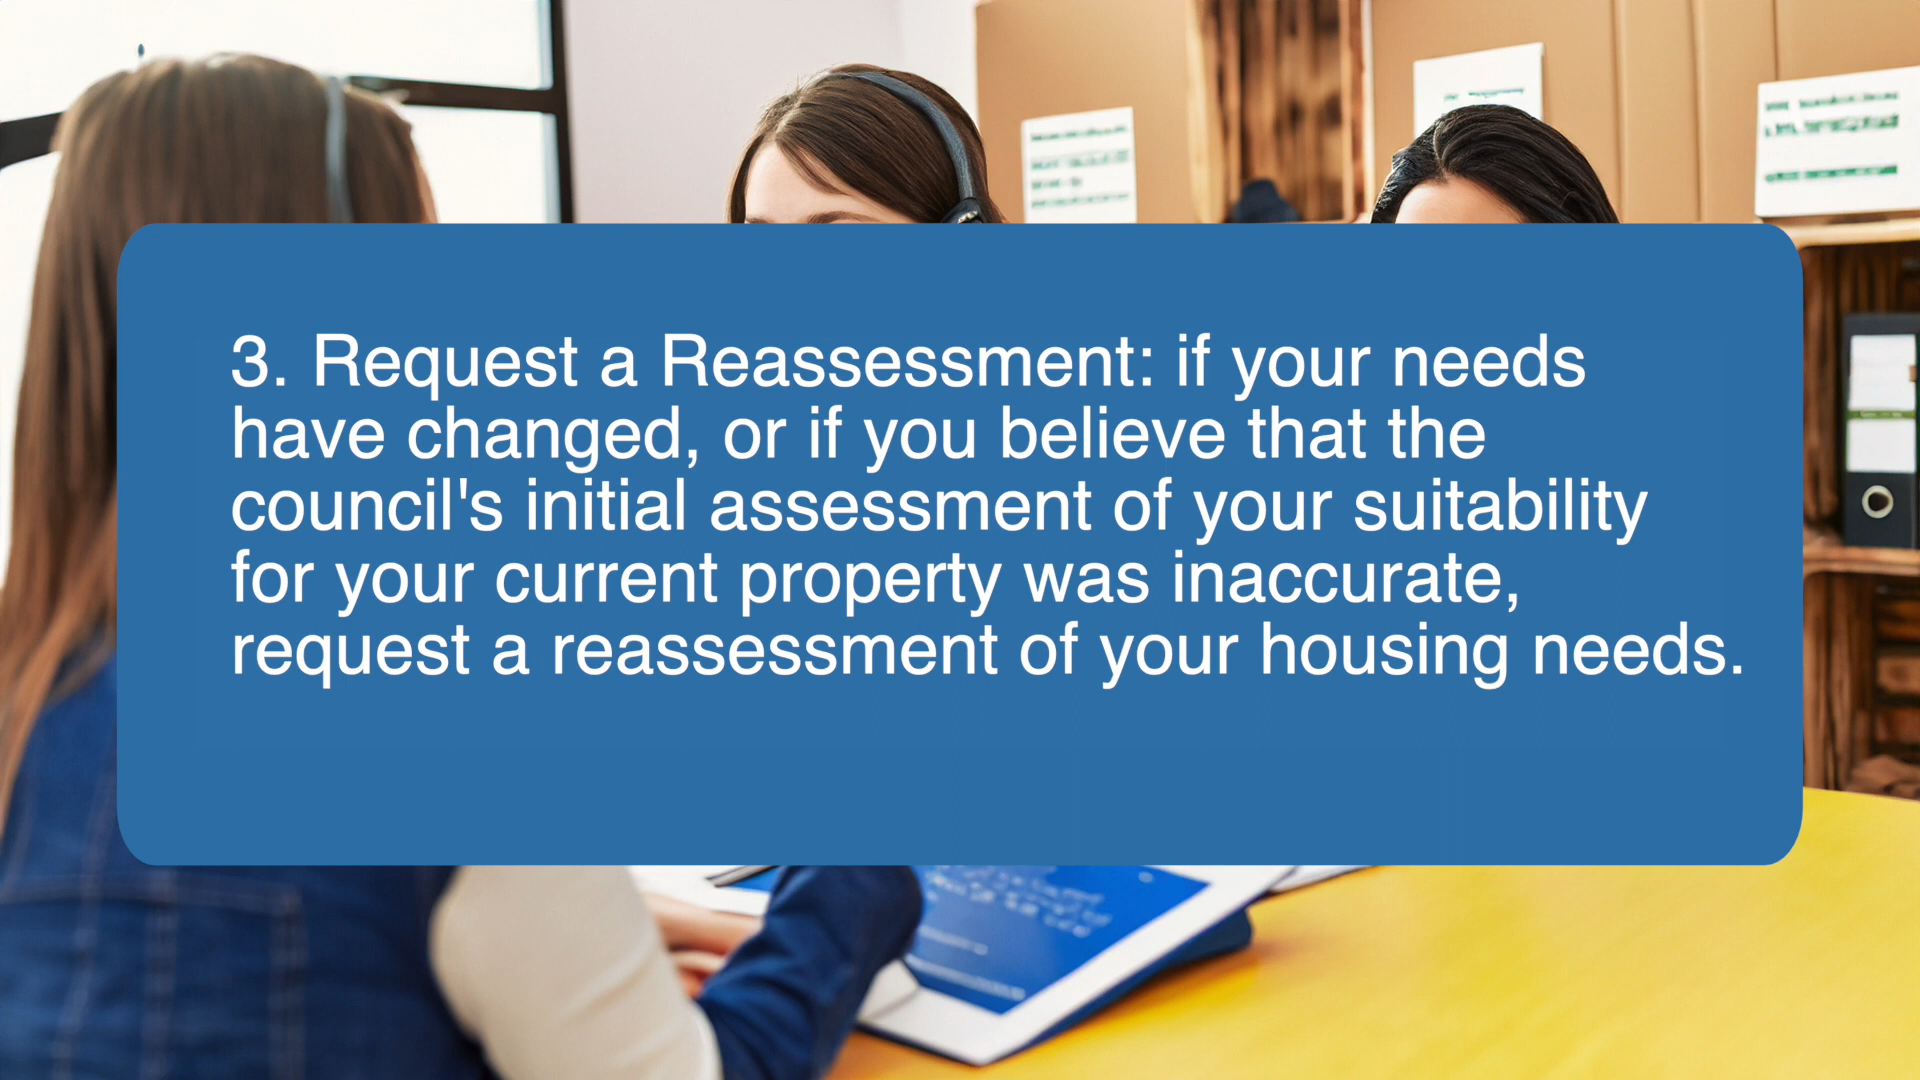 3. Request a Reassessment: if your needs
have changed, or if you believe that the
council's initial assessment of your suitability
for your current property was inaccurate,
request a reassessment of your housing needs.